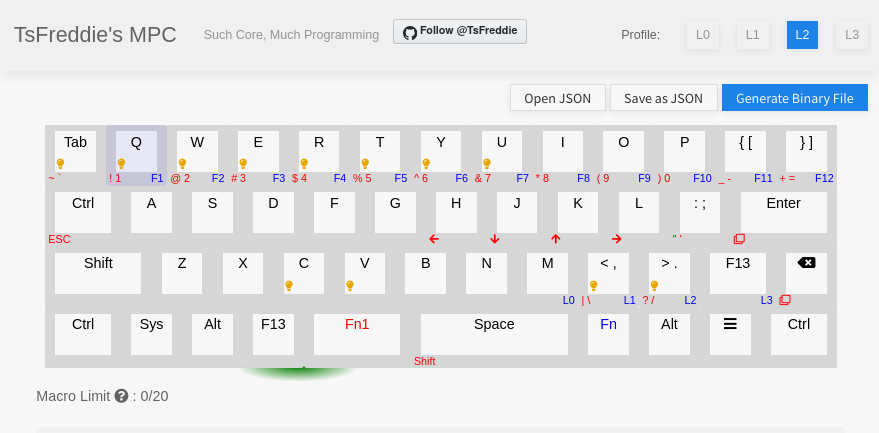 TsFreddie's MPC Such Core, Much Programming Follow @TsFreddie Profile: L0 L1 L2 L3
Open JSON Save as JSON Generate Binary File
Tab Q W E R T Y U I O P { [ } ]
~ ` ! 1 F1 @ 2 F2 # 3 F3 $ 4 F4 % 5 F5 ^ 6 F6 & 7 F7 * 8 F8 ( 9 F9 ) 0 F10 _ - F11 + = F12
Ctrl A S D F G H J K L : ; Enter
ESC ← ↓ ↑ → " '
Shift Z X C V B N M < , > . F13
L0 | \ L1 ? / L2 L3
Ctrl Sys Alt F13 Fn1 Space Fn Alt Ctrl
Shift
Macro Limit ? : 0/20